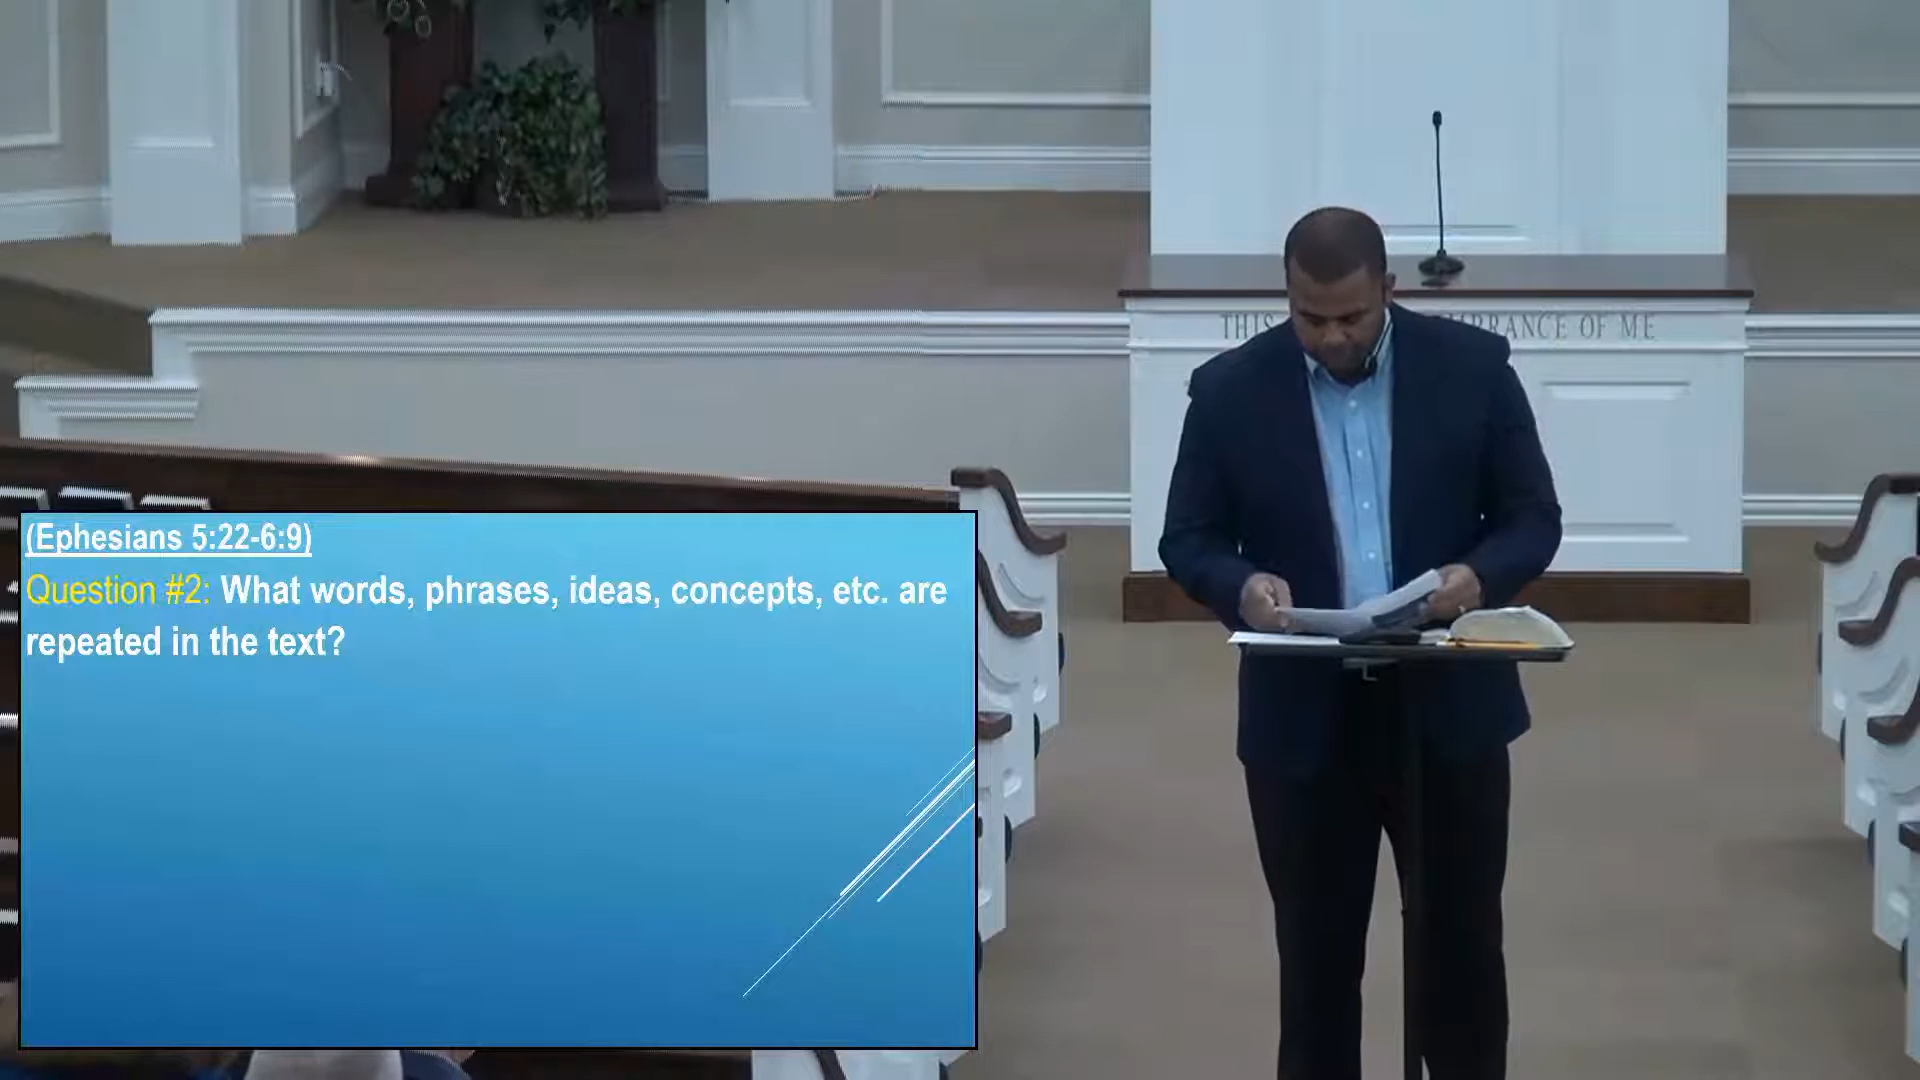 THIS
BRANCE OF ME
(Ephesians 5:22-6:9)
Question #2: What words, phrases, ideas, concepts, etc. are
repeated in the text?